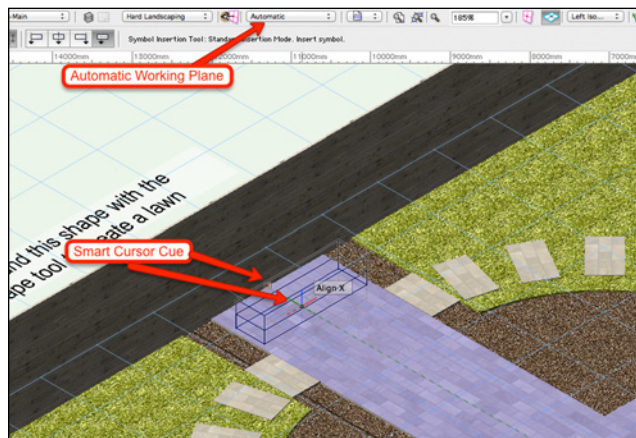 -Main
Hard Landscaping
Automatic
185%
Left Iso...
Symbol Insertion Tool: Standard Insertion Mode. Insert symbol.
14000mm 13000mm 12000mm 11000mm 10000mm 9000mm 8000mm 7000mm
Automatic Working Plane
nd this shape with the
ape tool to create a lawn
Smart Cursor Cue
Align X